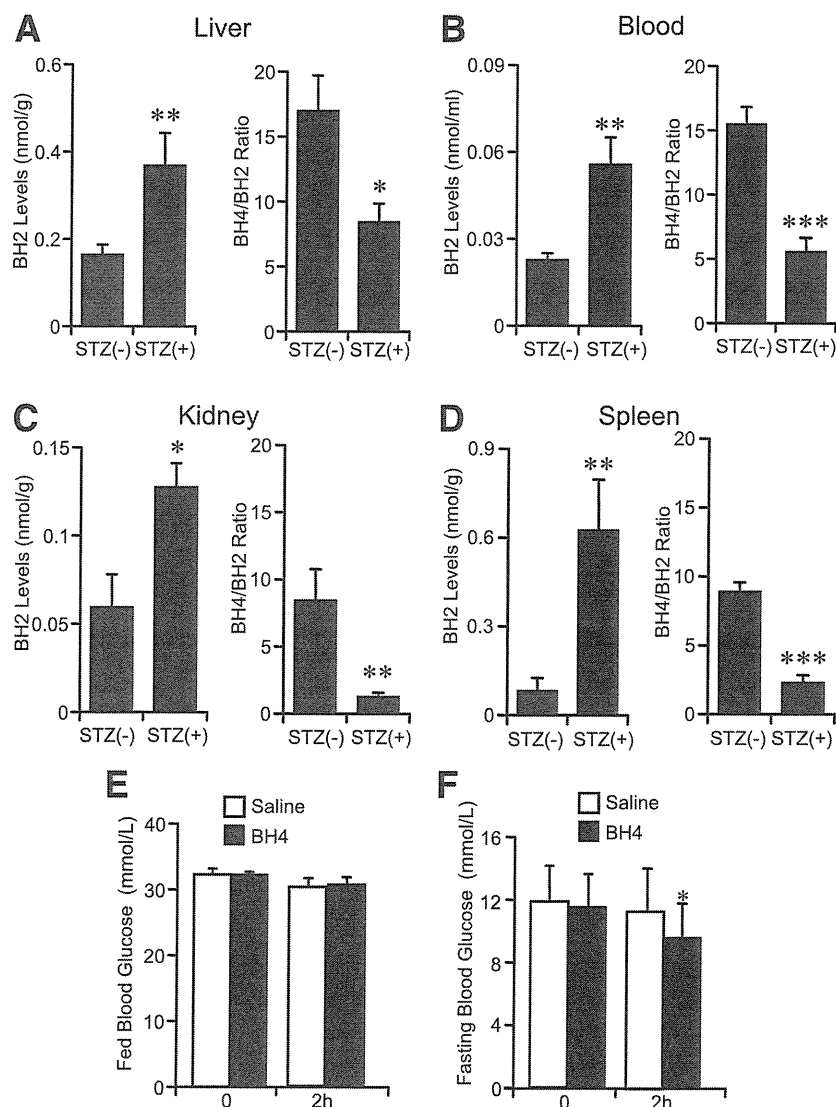 A
Liver
BH2 Levels (nmol/g)
0.6
0.4
0.2
0
**
STZ(-) STZ(+)
BH4/BH2 Ratio
20
15
10
5
0
*
STZ(-) STZ(+)
B
Blood
BH2 Levels (nmol/ml)
0.09
0.06
0.03
0
**
STZ(-) STZ(+)
BH4/BH2 Ratio
20
15
10
5
0
***
STZ(-) STZ(+)
C
Kidney
BH2 Levels (nmol/g)
0.15
0.1
0.05
0
*
STZ(-) STZ(+)
BH4/BH2 Ratio
20
15
10
5
0
**
STZ(-) STZ(+)
D
Spleen
BH2 Levels (nmol/g)
0.9
0.6
0.3
0
**
STZ(-) STZ(+)
BH4/BH2 Ratio
20
15
10
5
0
***
STZ(-) STZ(+)
E
Saline
BH4
Fed Blood Glucose (mmol/L)
40
30
20
10
0
0 2h
F
Saline
BH4
Fasting Blood Glucose (mmol/L)
16
12
8
4
0
*
0 2h